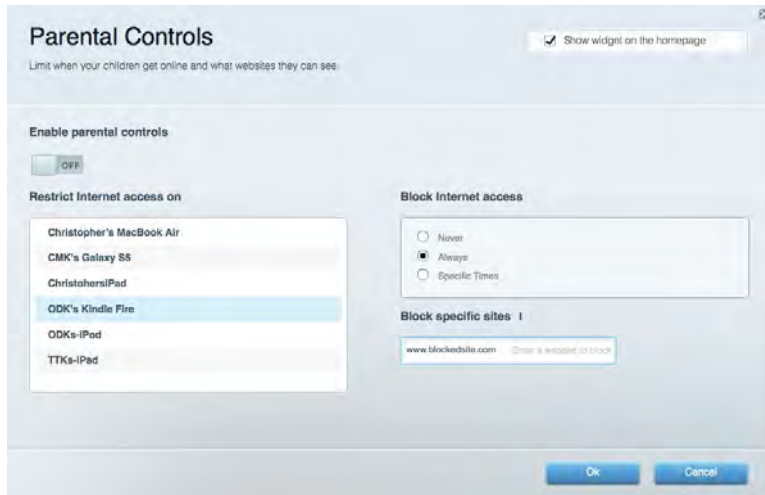 Parental Controls
Show widget on the homepage
Limit when your children get online and what websites they can see
Enable parental controls
OFF
Restrict Internet access on
Christopher's MacBook Air
CMK's Galaxy S5
ChristohersiPad
ODK's Kindle Fire
ODKs-iPod
TTKs-iPad
Block Internet access
Never
Always
Specific Times
Block specific sites
www.blockedsite.com Enter a website to block
Ok
Cancel